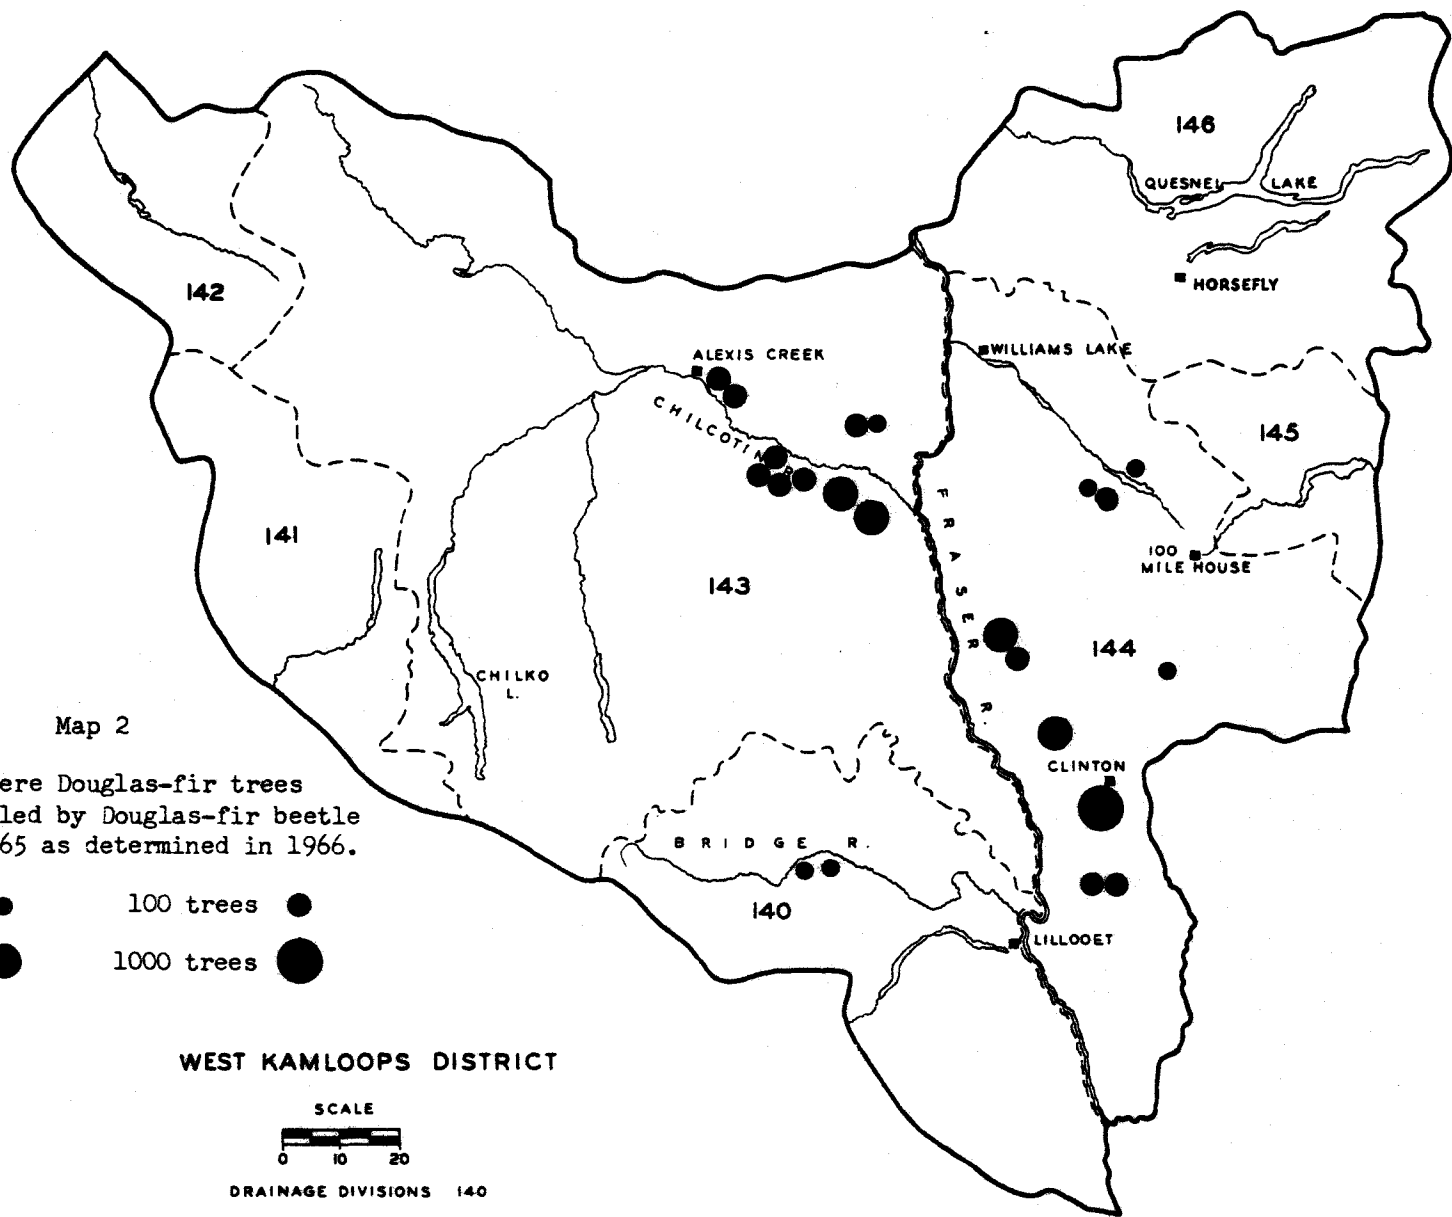 146
QUESNEL LAKE
142
HORSEFLY
ALEXIS CREEK
WILLIAMS LAKE
CHILCOTIN R.
145
FRASER R.
141
143
100
MILE HOUSE
144
CHILKO
L.
Map 2
ere Douglas-fir trees
led by Douglas-fir beetle
65 as determined in 1966.
CLINTON
BRIDGE R.
100 trees
140
LILLOOET
1000 trees
WEST KAMLOOPS DISTRICT
SCALE
0 10 20
DRAINAGE DIVISIONS 140